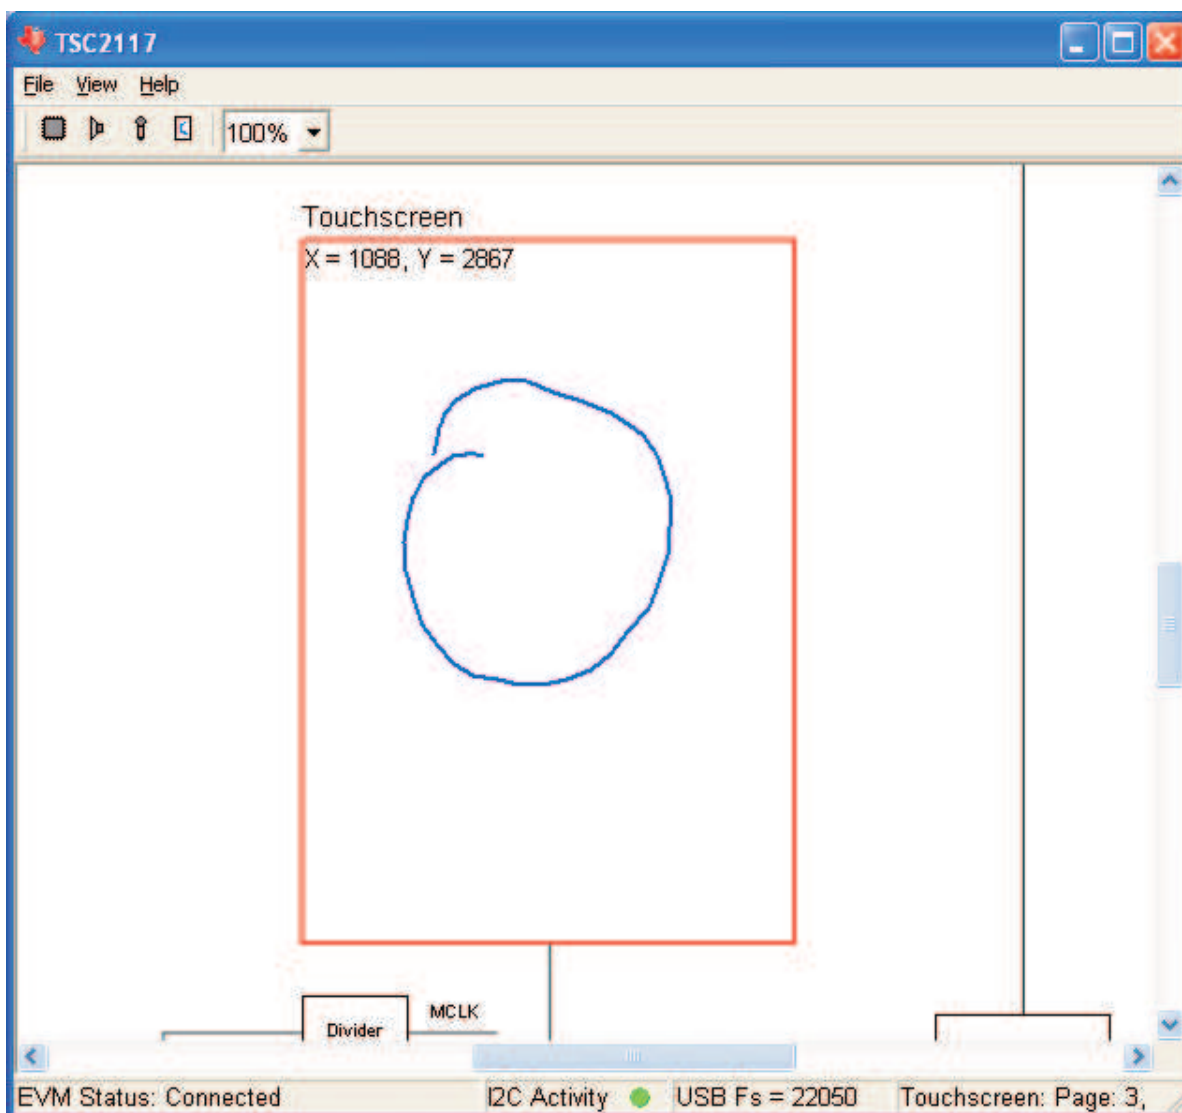 TSC2117
File View Help
100%
Touchscreen
X = 1088, Y = 2867
MCLK
Divider
EVM Status: Connected I2C Activity USB Fs = 22050 Touchscreen: Page: 3,